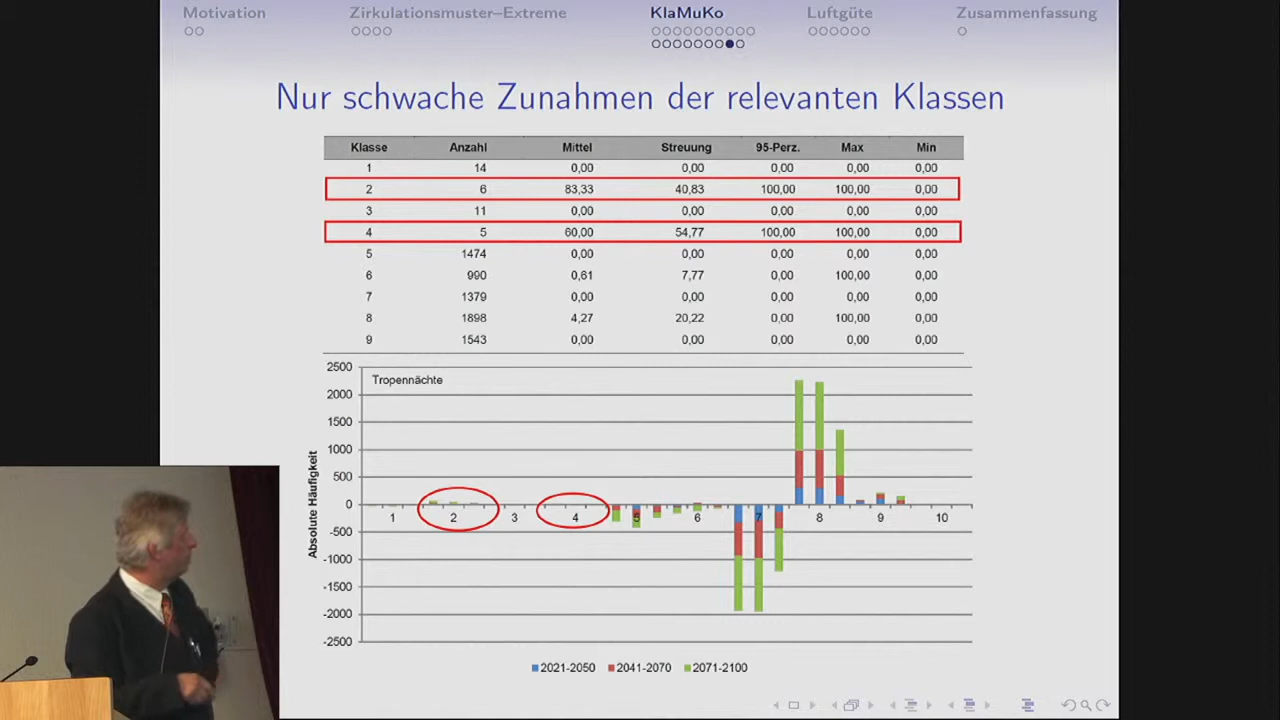 Motivation Zirkulationsmuster–Extreme KlaMuKo Luftgüte Zusammenfassung
Nur schwache Zunahmen der relevanten Klassen
Klasse Anzahl Mittel Streuung 95-Perz. Max Min
1 14 0,00 0,00 0,00 0,00 0,00
2 6 83,33 40,83 100,00 100,00 0,00
3 11 0,00 0,00 0,00 0,00 0,00
4 5 60,00 54,77 100,00 100,00 0,00
5 1474 0,00 0,00 0,00 0,00 0,00
6 990 0,61 7,77 0,00 100,00 0,00
7 1379 0,00 0,00 0,00 0,00 0,00
8 1898 4,27 20,22 0,00 100,00 0,00
9 1543 0,00 0,00 0,00 0,00 0,00
Tropennächte
Absolute Häufigkeit
2500
2000
1500
1000
500
0
-500
-1000
-1500
-2000
-2500
1 2 3 4 5 6 7 8 9 10
2021-2050 2041-2070 2071-2100